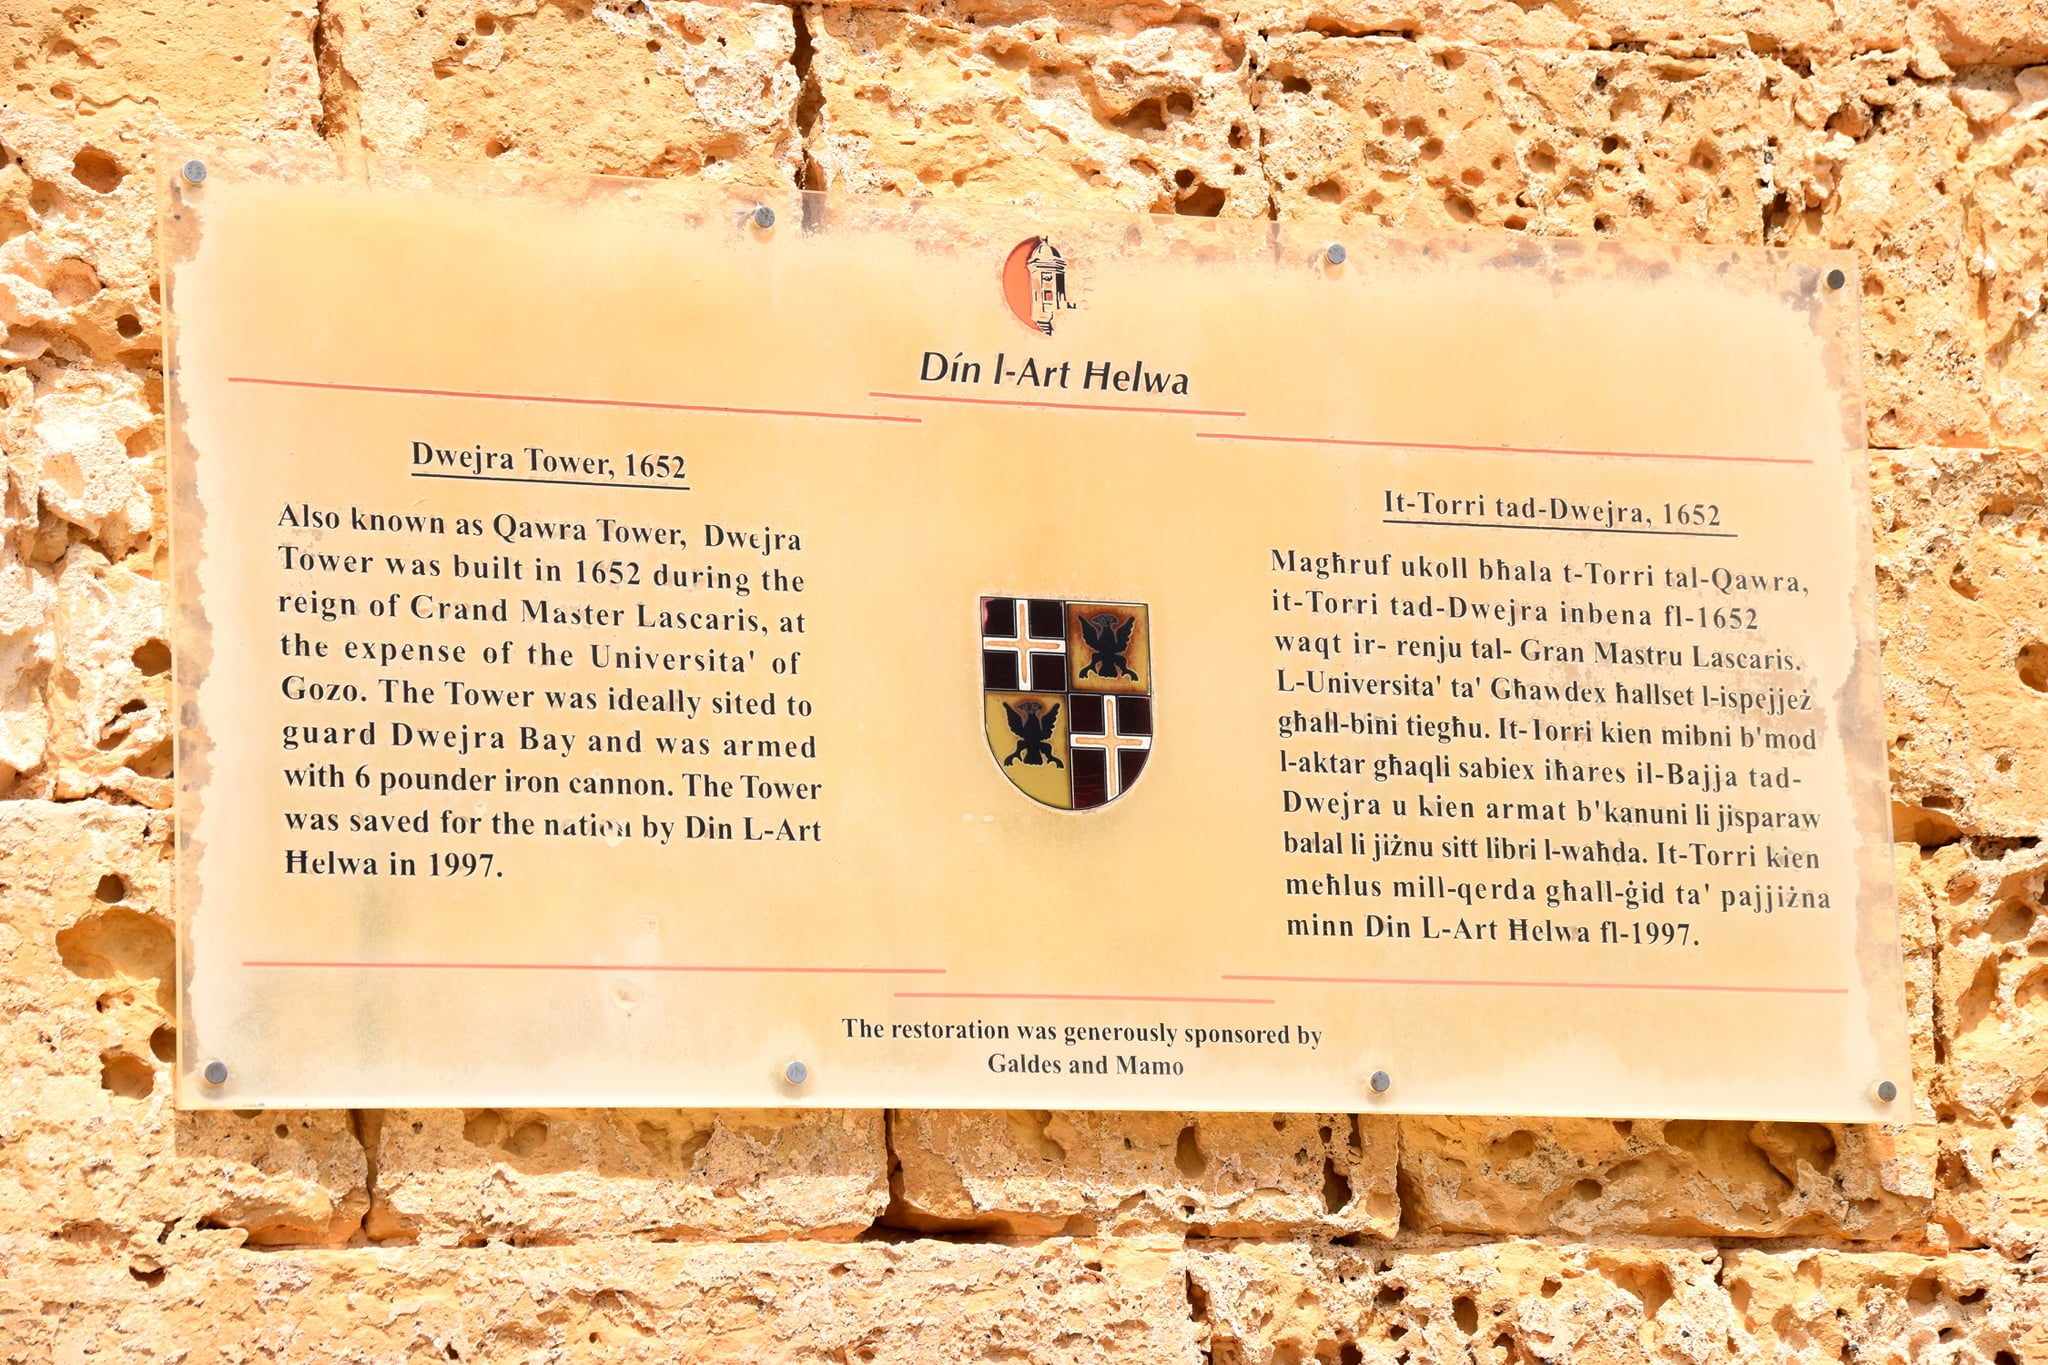 Dín l-Art Ħelwa
Dwejra Tower, 1652
Also known as Qawra Tower, Dwejra
Tower was built in 1652 during the
reign of Grand Master Lascaris, at
the expense of the Universita' of
Gozo. The Tower was ideally sited to
guard Dwejra Bay and was armed
with 6 pounder iron cannon. The Tower
was saved for the nation by Din L-Art
Ħelwa in 1997.
It-Torri tad-Dwejra, 1652
Magħruf ukoll bħala t-Torri tal-Qawra,
it-Torri tad-Dwejra inbena fl-1652
waqt ir- renju tal- Gran Mastru Lascaris.
L-Universita' ta' Għawdex ħallset l-ispejjeż
għall-bini tiegħu. It-Torri kien mibni b'mod
l-aktar għaqli sabiex iħares il-Bajja tad-
Dwejra u kien armat b'kanuni li jisparaw
balal li jiżnu sitt libri l-waħda. It-Torri kien
meħlus mill-qerda għall-ġid ta' pajjiżna
minn Din L-Art Ħelwa fl-1997.
The restoration was generously sponsored by
Galdes and Mamo